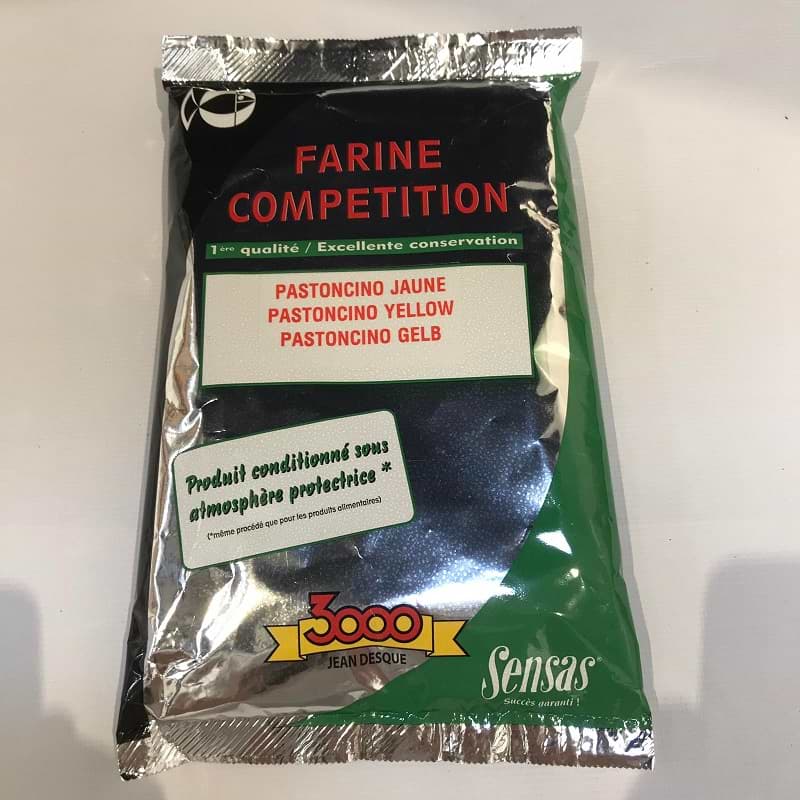 FARINE
COMPETITION
1ère qualité / Excellente conservation
PASTONCINO JAUNE
PASTONCINO YELLOW
PASTONCINO GELB
Produit conditionné sous
atmosphère protectrice *
(*même procédé que pour les produits alimentaires)
3000
JEAN DESQUE
Sensas
Succès garanti !